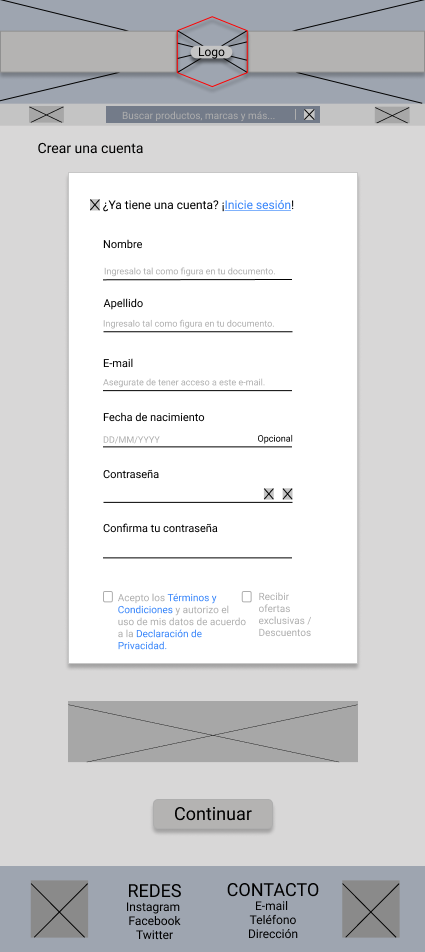 Logo
Buscar productos, marcas y más...
Crear una cuenta
¿Ya tiene una cuenta? ¡Inicie sesión!
Nombre
Ingresalo tal como figura en tu documento.
Apellido
Ingresalo tal como figura en tu documento.
E-mail
Asegurate de tener acceso a este e-mail.
Fecha de nacimiento
DD/MM/YYYY Opcional
Contraseña
Confirma tu contraseña
Acepto los Términos y
Condiciones y autorizo el
uso de mis datos de acuerdo
a la Declaración de
Privacidad.
Recibir
ofertas
exclusivas /
Descuentos
Continuar
REDES
Instagram
Facebook
Twitter
CONTACTO
E-mail
Teléfono
Dirección